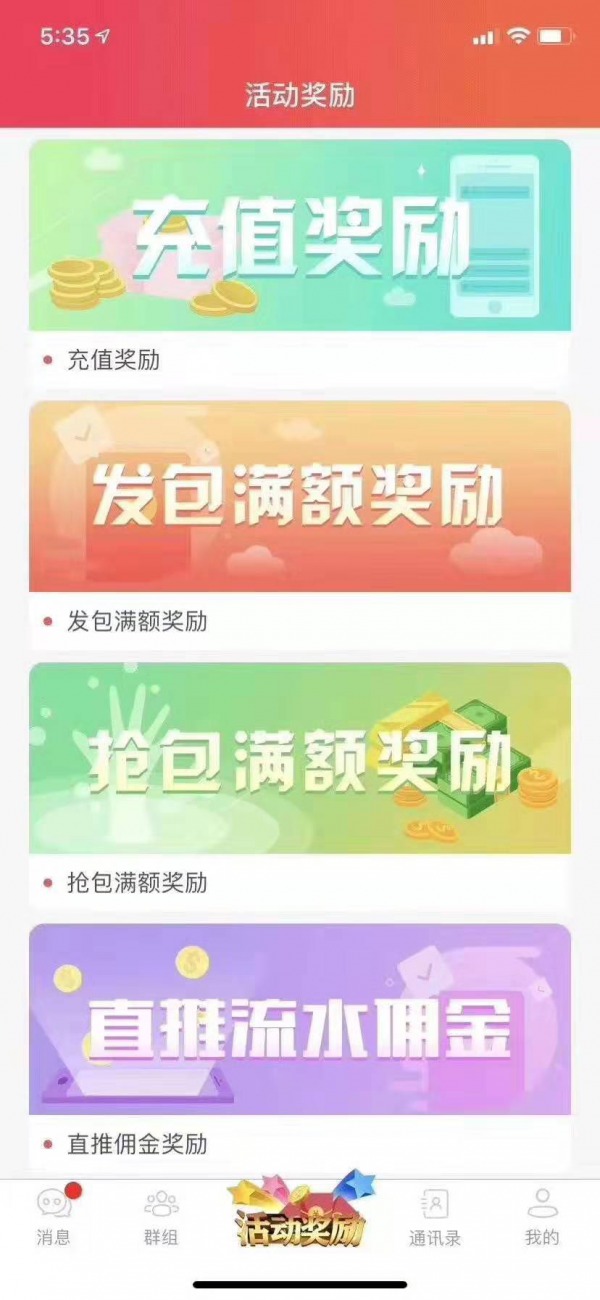 5:35
活动奖励
充值奖励
充值奖励
发包满额奖励
发包满额奖励
抢包满额奖励
抢包满额奖励
直推流水佣金
直推佣金奖励
消息
群组
活动奖励
通讯录
我的